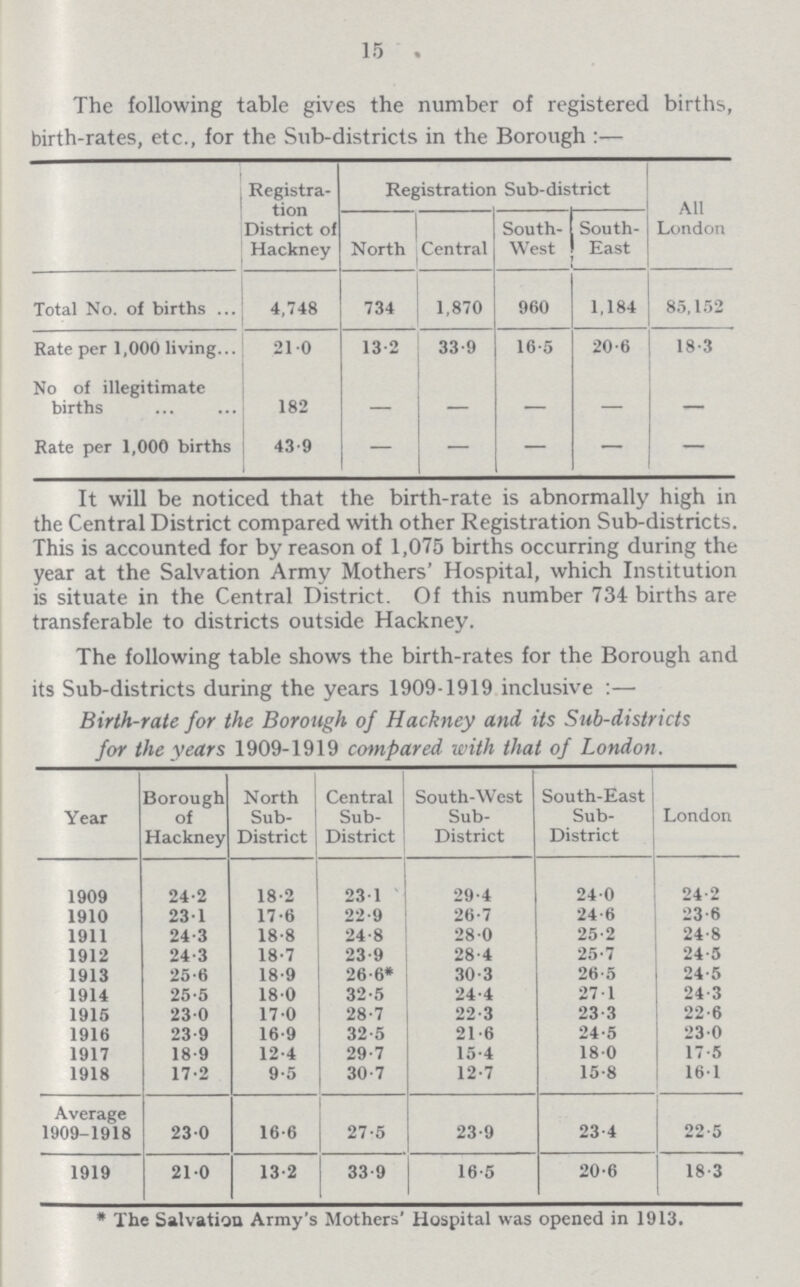 15
The following table gives the number of registered births,
birth-rates, etc., for the Sub-districts in the Borough :—
Registra-
tion
District of
Hackney
Registration Sub-district
North Central South-
West South-
East
All
London
Total No. of births ... 4,748 734 1,870 960 1,184 85,152
Rate per 1,000 living... 21·0 13·2 33·9 16·5 20·6 18·3
No of illegitimate
births ... ... 182 — — — — —
Rate per 1,000 births 43·9 — — — — —
It will be noticed that the birth-rate is abnormally high in
the Central District compared with other Registration Sub-districts.
This is accounted for by reason of 1,075 births occurring during the
year at the Salvation Army Mothers' Hospital, which Institution
is situate in the Central District. Of this number 734 births are
transferable to districts outside Hackney.
The following table shows the birth-rates for the Borough and
its Sub-districts during the years 1909-1919 inclusive :—
Birth-rate for the Borough of Hackney and its Sub-districts
for the years 1909-1919 compared with that of London.
Year
Borough
of
Hackney
North
Sub-
District
Central
Sub-
District
South-West
Sub-
District
South-East
Sub-
District
London
1909 24·2 18·2 23·1 29·4 24·0 24·2
1910 23·1 17·6 22·9 26·7 24·6 23·6
1911 24·3 18·8 24·8 28·0 25·2 24·8
1912 24·3 18·7 23·9 28·4 25·7 24·5
1913 25·6 18·9 26·6* 30·3 26·5 24·5
1914 25·5 18·0 32·5 24·4 27·1 24·3
1915 23·0 17·0 28·7 22·3 23·3 22·6
1916 23·9 16·9 32·5 21·6 24·5 23·0
1917 18·9 12·4 29·7 15·4 18·0 17·5
1918 17·2 9·5 30·7 12·7 15·8 16·1
Average
1909-1918 23·0 16·6 27·5 23·9 23·4 22·5
1919 21·0 13·2 33·9 16·5 20·6 18·3
* The Salvation Army's Mothers' Hospital was opened in 1913.